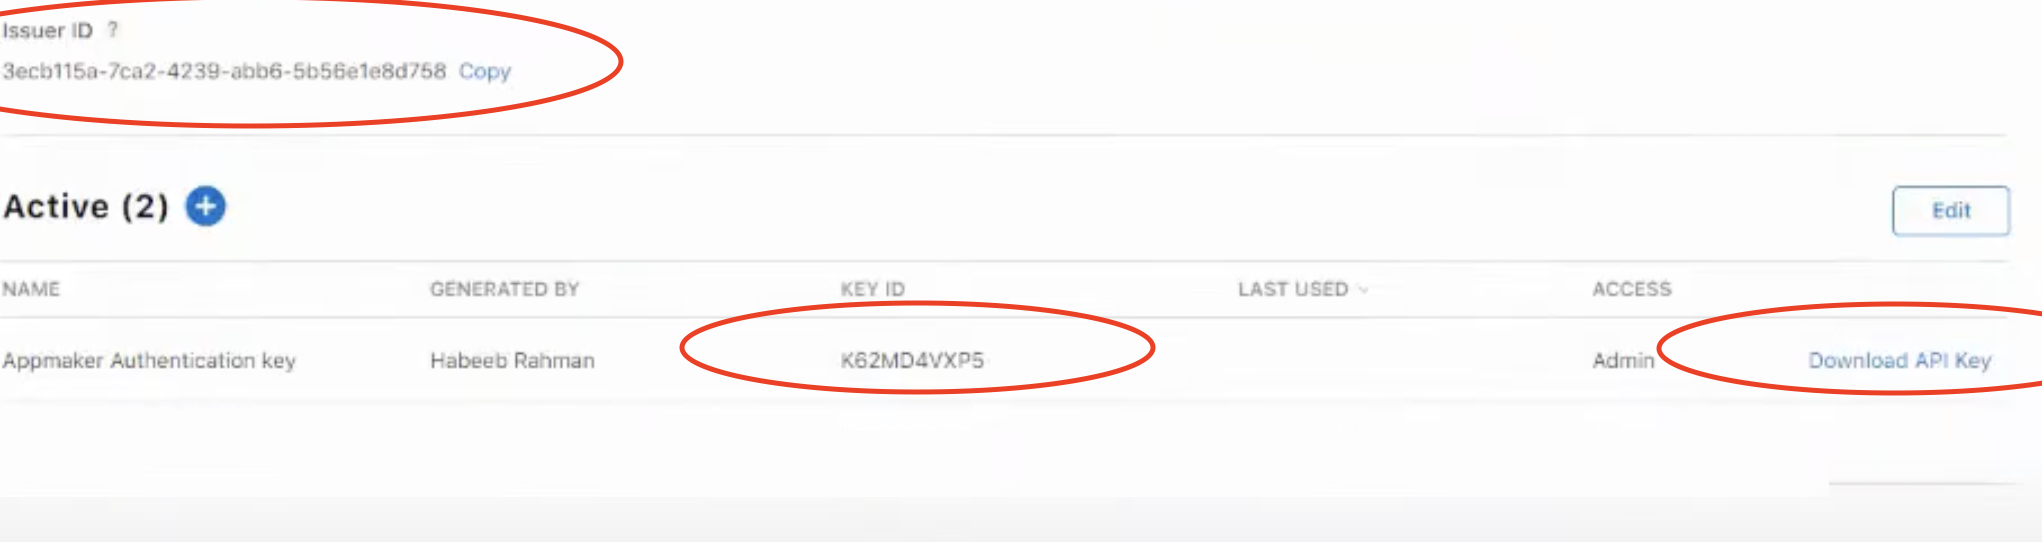 Issuer ID ?
3ecb115a-7ca2-4239-abb6-5b56e1e8d758 Copy
Active (2) +
Edit
NAME GENERATED BY KEY ID LAST USED ACCESS
Appmaker Authentication key Habeeb Rahman K62MD4VXP5 Admin Download API Key